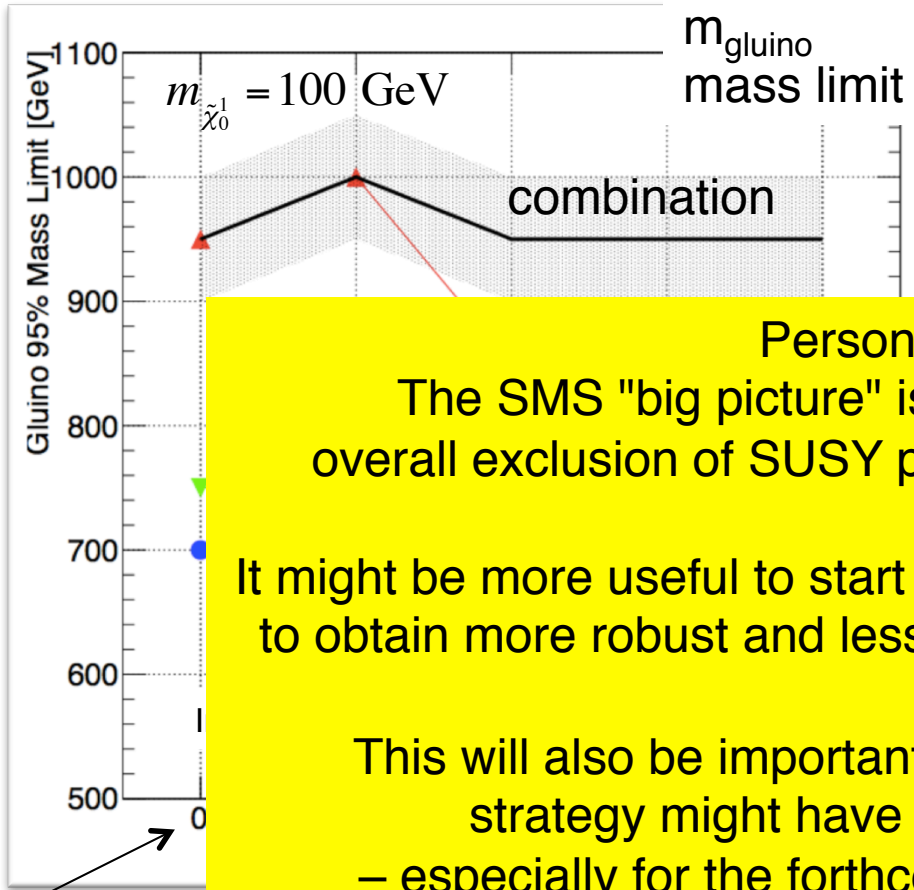 m_gluino
mass limit
Gluino 95% Mass Limit [GeV]
1100
m_χ̃₀¹ = 100 GeV
1000
combination
900
Person
The SMS "big picture" is
800
overall exclusion of SUSY p
700
It might be more useful to start
to obtain more robust and less
600
This will also be important
500
0
strategy might have
– especially for the forthc